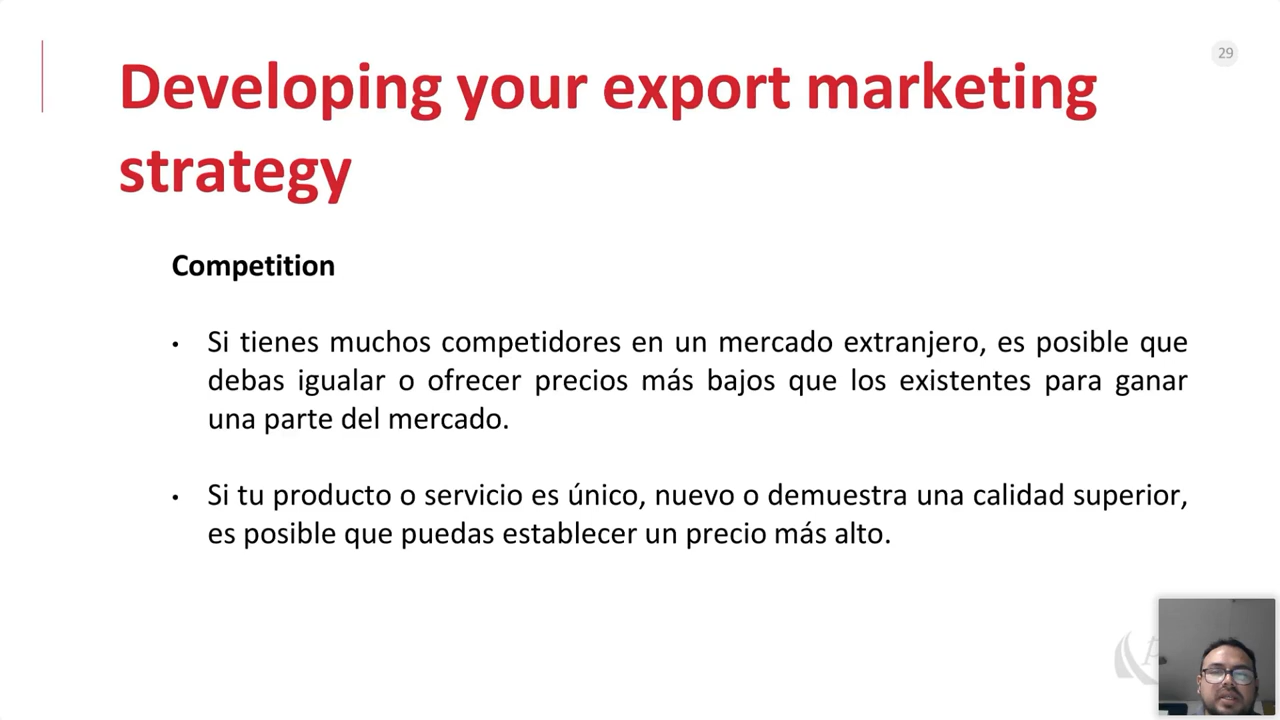 29
Developing your export marketing
strategy
Competition
• Si tienes muchos competidores en un mercado extranjero, es posible que
debas igualar o ofrecer precios más bajos que los existentes para ganar
una parte del mercado.
• Si tu producto o servicio es único, nuevo o demuestra una calidad superior,
es posible que puedas establecer un precio más alto.